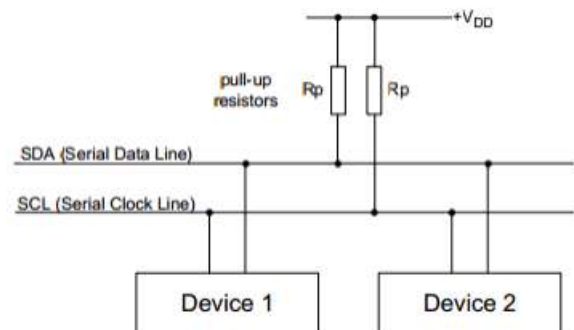 +VDD
pull-up
resistors
Rp
Rp
SDA (Serial Data Line)
SCL (Serial Clock Line)
Device 1
Device 2